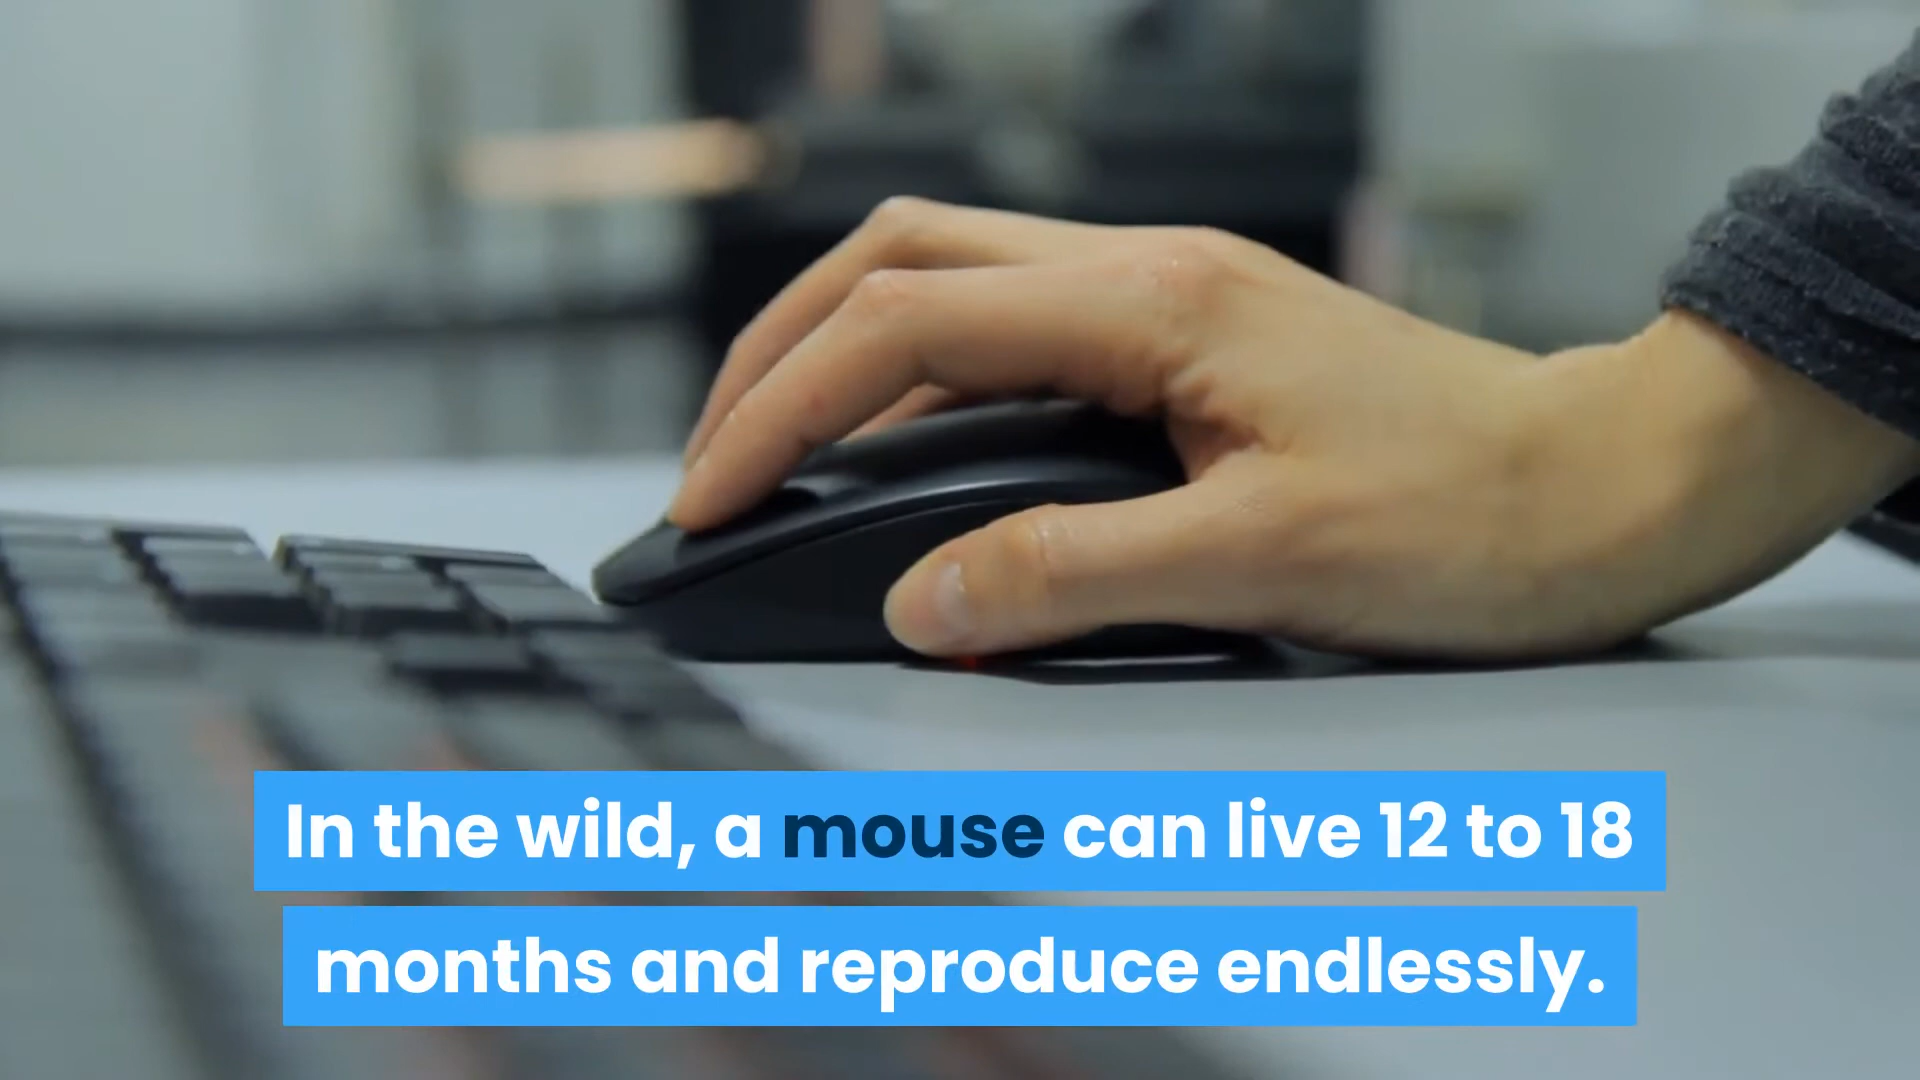 In the wild, a mouse can live 12 to 18
months and reproduce endlessly.